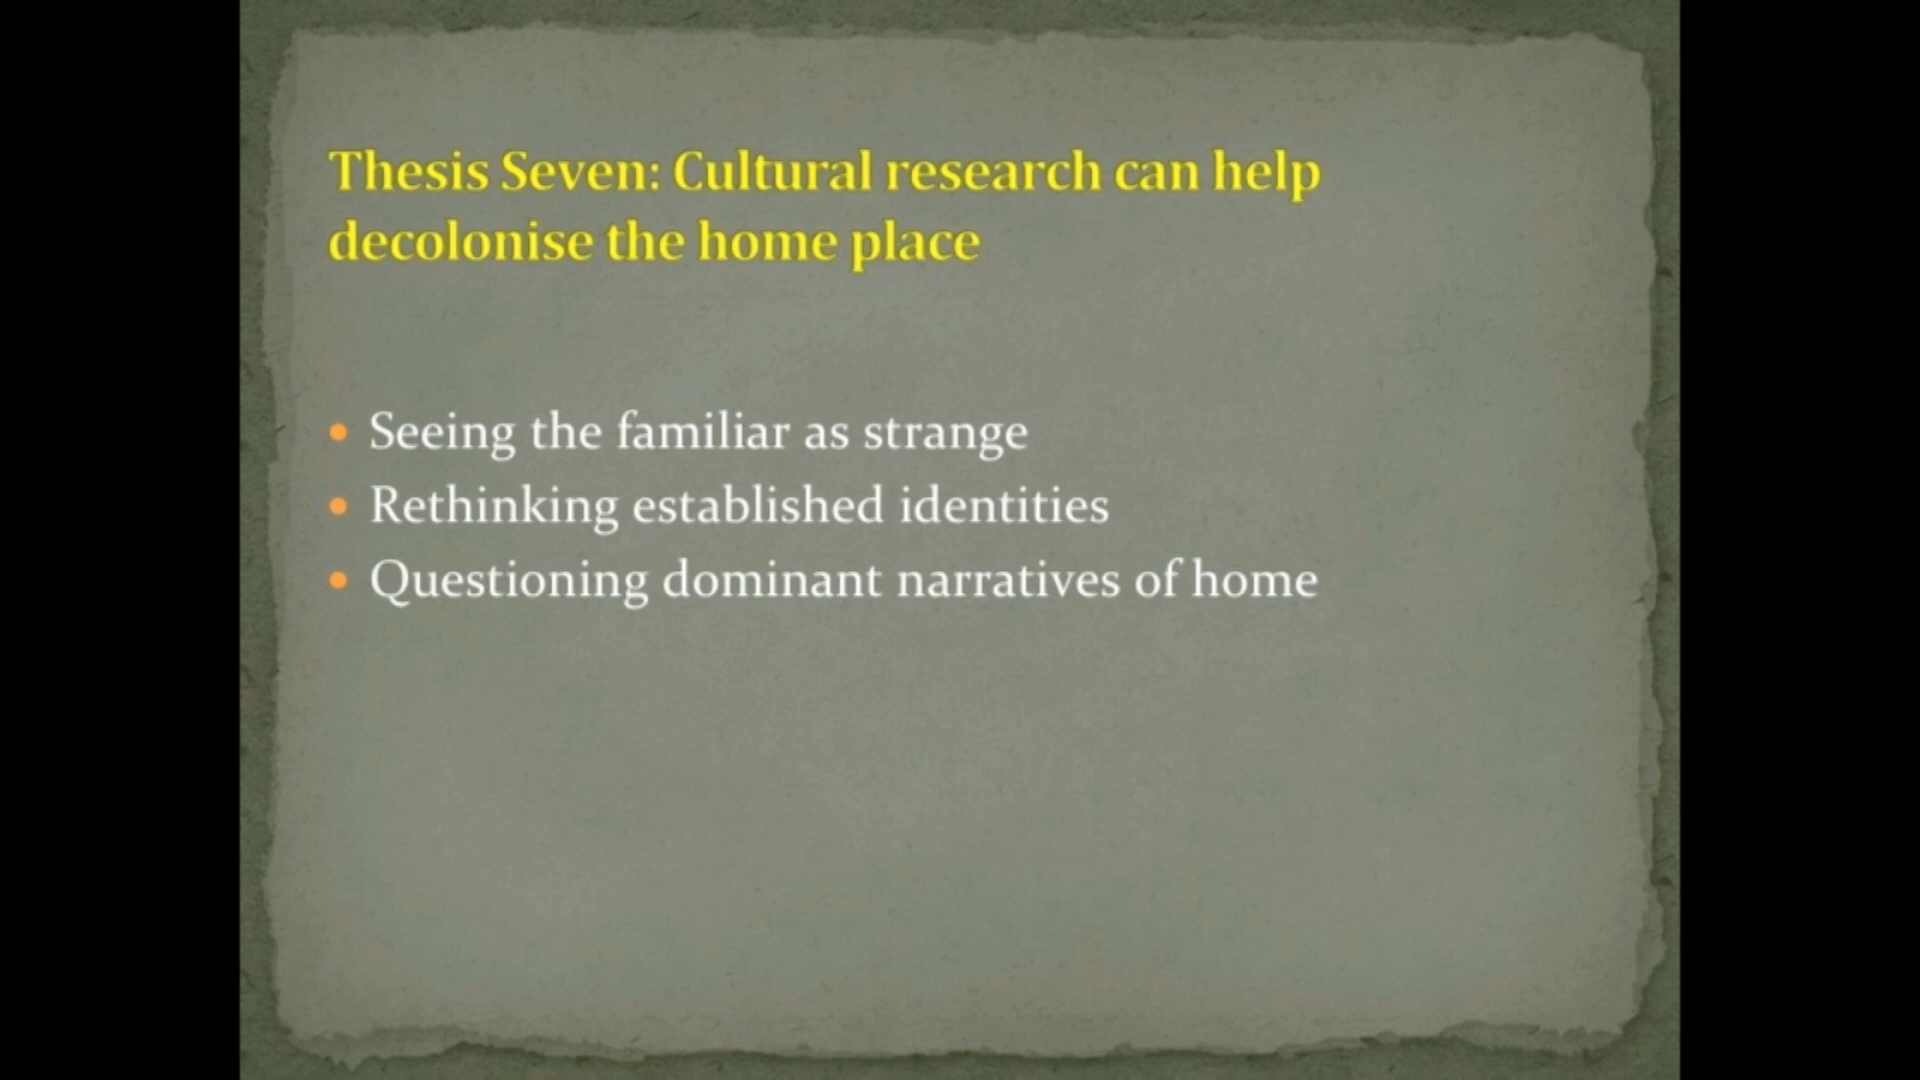 Thesis Seven: Cultural research can help
decolonise the home place
• Seeing the familiar as strange
• Rethinking established identities
• Questioning dominant narratives of home